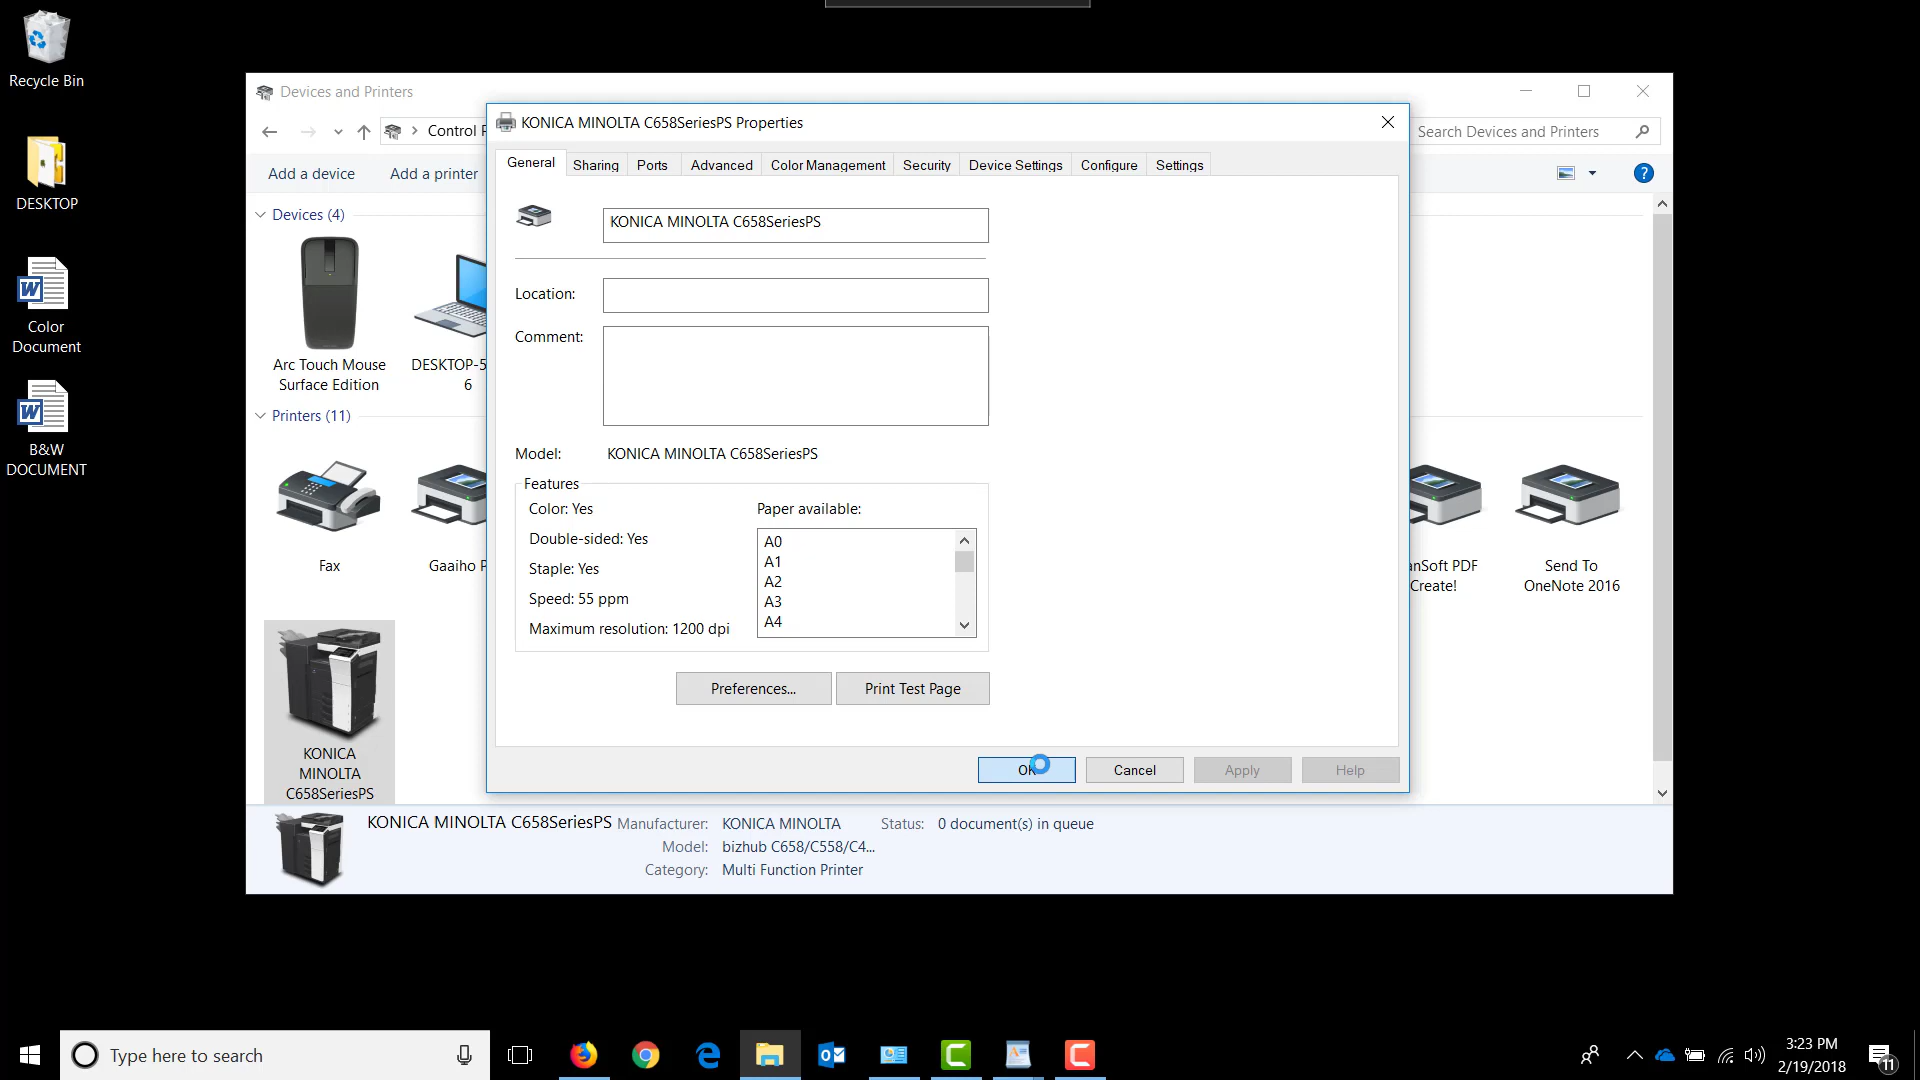 Recycle Bin
DESKTOP
Color
Document
B&W
DOCUMENT
Devices and Printers
Control P
Search Devices and Printers
Add a device
Add a printer
Devices (4)
Arc Touch Mouse
Surface Edition
DESKTOP-5
6
Printers (11)
Fax
Gaaiho P
anSoft PDF
Create!
Send To
OneNote 2016
KONICA
MINOLTA
C658SeriesPS
KONICA MINOLTA C658SeriesPS Properties
General
Sharing
Ports
Advanced
Color Management
Security
Device Settings
Configure
Settings
KONICA MINOLTA C658SeriesPS
Location:
Comment:
Model: KONICA MINOLTA C658SeriesPS
Features
Color: Yes
Double-sided: Yes
Staple: Yes
Speed: 55 ppm
Maximum resolution: 1200 dpi
Paper available:
A0
A1
A2
A3
A4
Preferences...
Print Test Page
OK
Cancel
Apply
Help
KONICA MINOLTA C658SeriesPS
Manufacturer: KONICA MINOLTA
Model: bizhub C658/C558/C4...
Category: Multi Function Printer
Status: 0 document(s) in queue
Type here to search
3:23 PM
2/19/2018
11